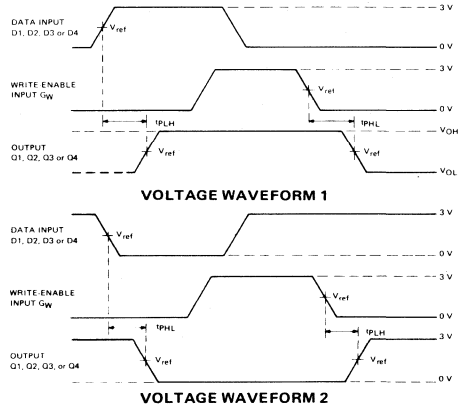 DATA INPUT
D1, D2, D3 or D4
Vref
3 V
0 V
WRITE-ENABLE
INPUT GW
Vref
3 V
0 V
tPLH
tPHL
OUTPUT
Q1, Q2, Q3 or Q4
Vref
Vref
VOH
VOL
VOLTAGE WAVEFORM 1
DATA INPUT
D1, D2, D3 or D4
Vref
3 V
0 V
WRITE-ENABLE
INPUT GW
Vref
3 V
0 V
tPHL
tPLH
OUTPUT
Q1, Q2, Q3, or Q4
Vref
Vref
3 V
0 V
VOLTAGE WAVEFORM 2